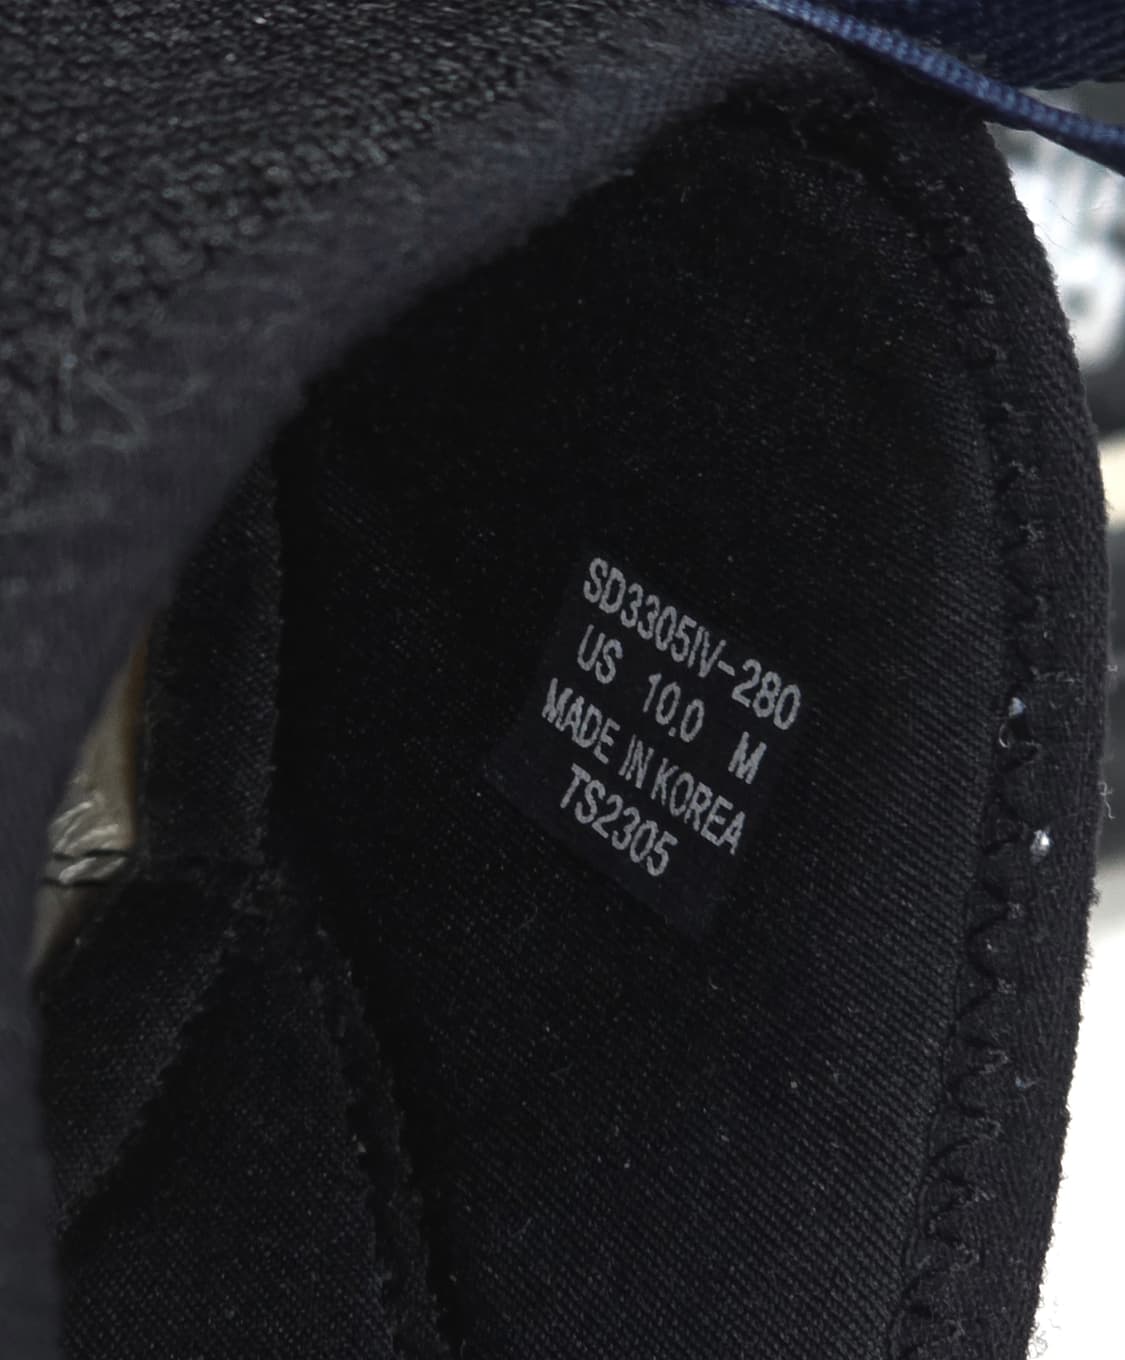 SD3305IV-280
US 10.0 M
MADE IN KOREA
TS2305